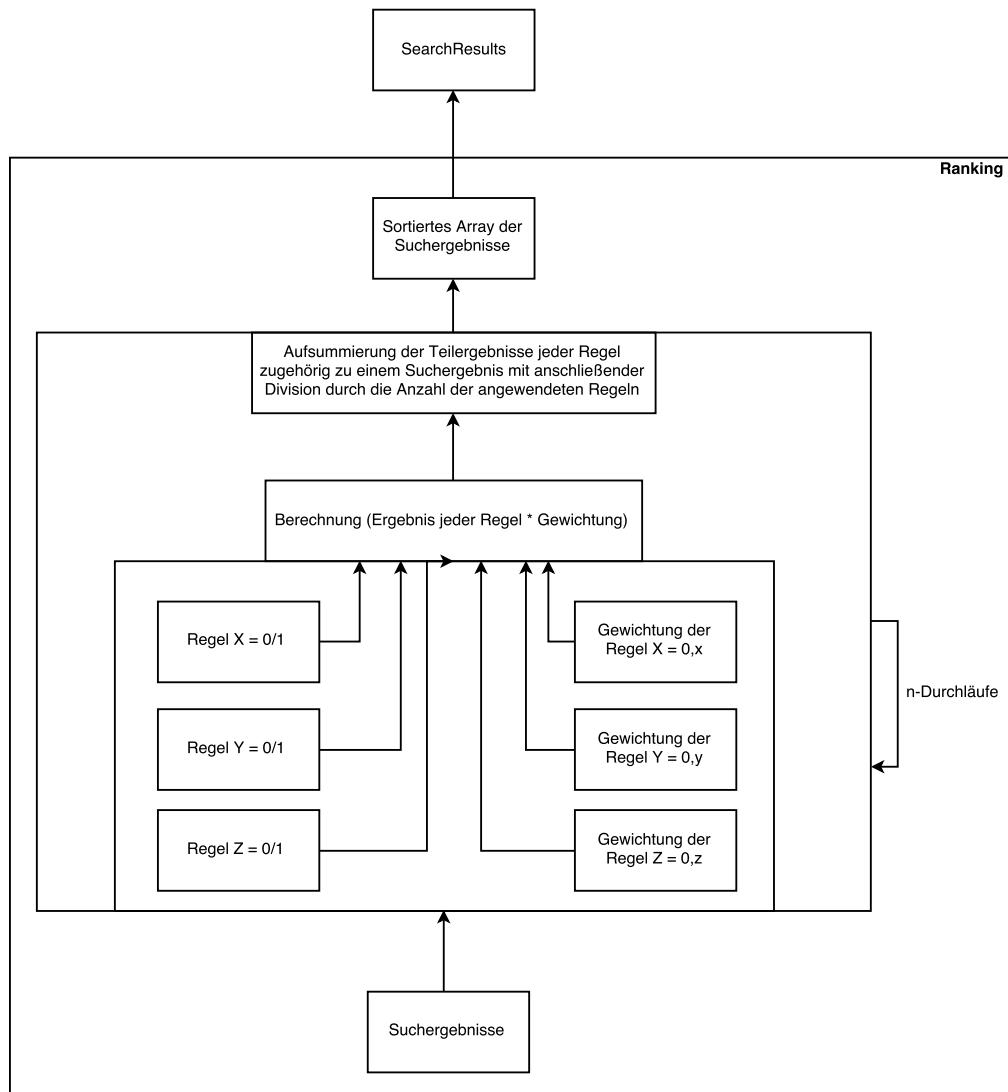 SearchResults
Ranking
Sortiertes Array der
Suchergebnisse
Aufsummierung der Teilergebnisse jeder Regel
zugehörig zu einem Suchergebnis mit anschließender
Division durch die Anzahl der angewendeten Regeln
Berechnung (Ergebnis jeder Regel * Gewichtung)
Regel X = 0/1
Gewichtung der
Regel X = 0,x
n-Durchläufe
Regel Y = 0/1
Gewichtung der
Regel Y = 0,y
Regel Z = 0/1
Gewichtung der
Regel Z = 0,z
Suchergebnisse